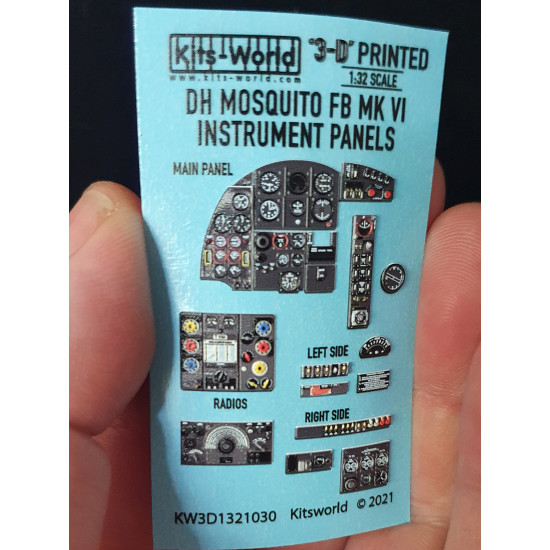 Kits-World
www.kits-world.com
"3-D" PRINTED
1:32 SCALE
DH MOSQUITO FB MK VI
INSTRUMENT PANELS
MAIN PANEL
LEFT SIDE
RADIOS
RIGHT SIDE
KW3D1321030 Kitsworld © 2021